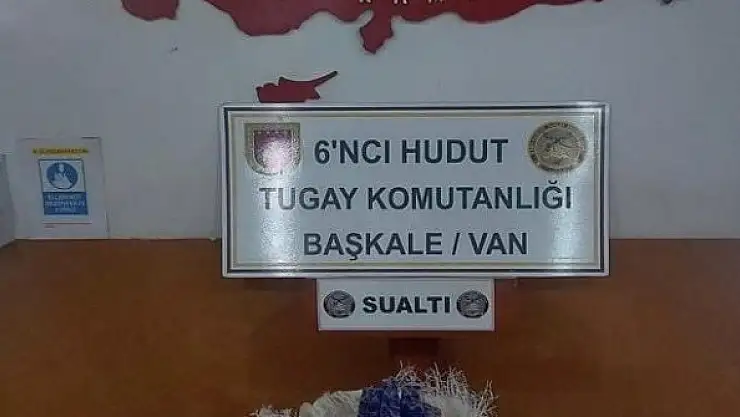 6'NCI HUDUT
TUGAY KOMUTANLIĞI
BAŞKALE / VAN
SUALTI